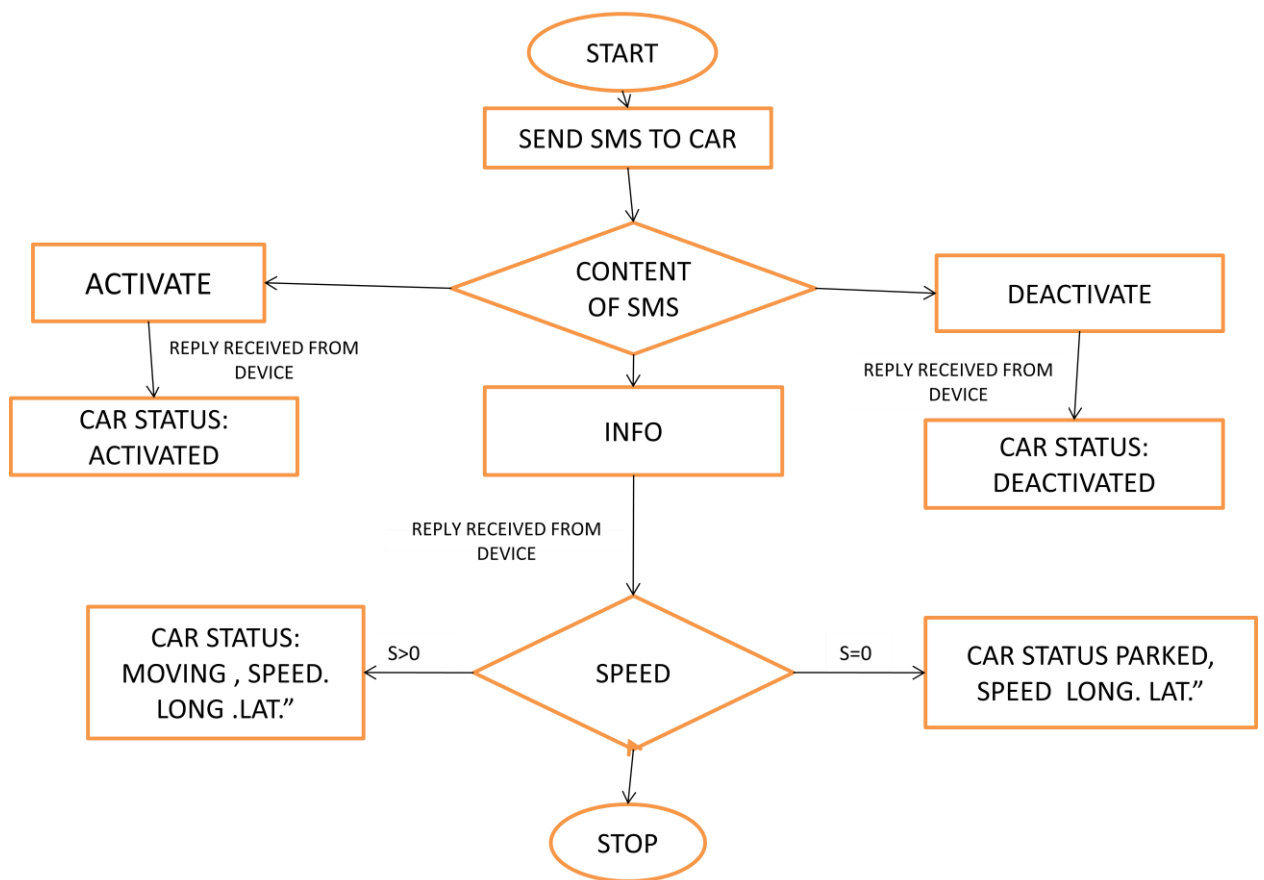 START
SEND SMS TO CAR
CONTENT
OF SMS
ACTIVATE
DEACTIVATE
REPLY RECEIVED FROM
DEVICE
REPLY RECEIVED FROM
DEVICE
CAR STATUS:
ACTIVATED
INFO
CAR STATUS:
DEACTIVATED
REPLY RECEIVED FROM
DEVICE
CAR STATUS:
MOVING , SPEED.
LONG .LAT.”
S>0
SPEED
S=0
CAR STATUS PARKED,
SPEED  LONG. LAT.”
STOP